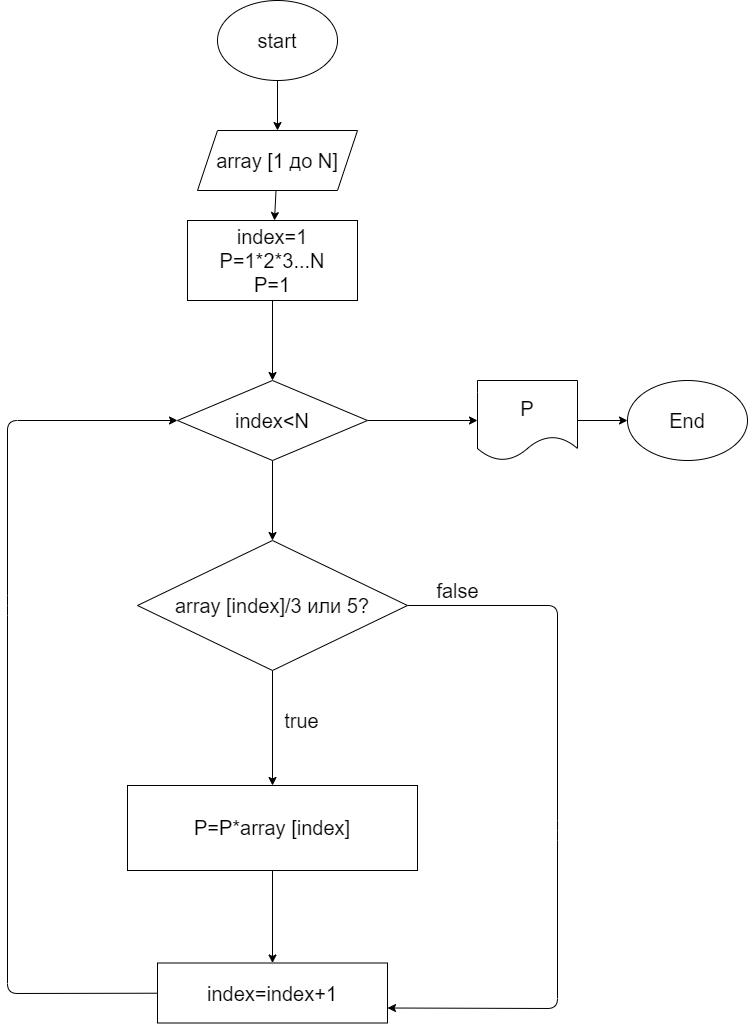 start
array [1 до N]
index=1
P=1*2*3...N
P=1
index<N
P
End
array [index]/3 или 5?
false
true
P=P*array [index]
index=index+1